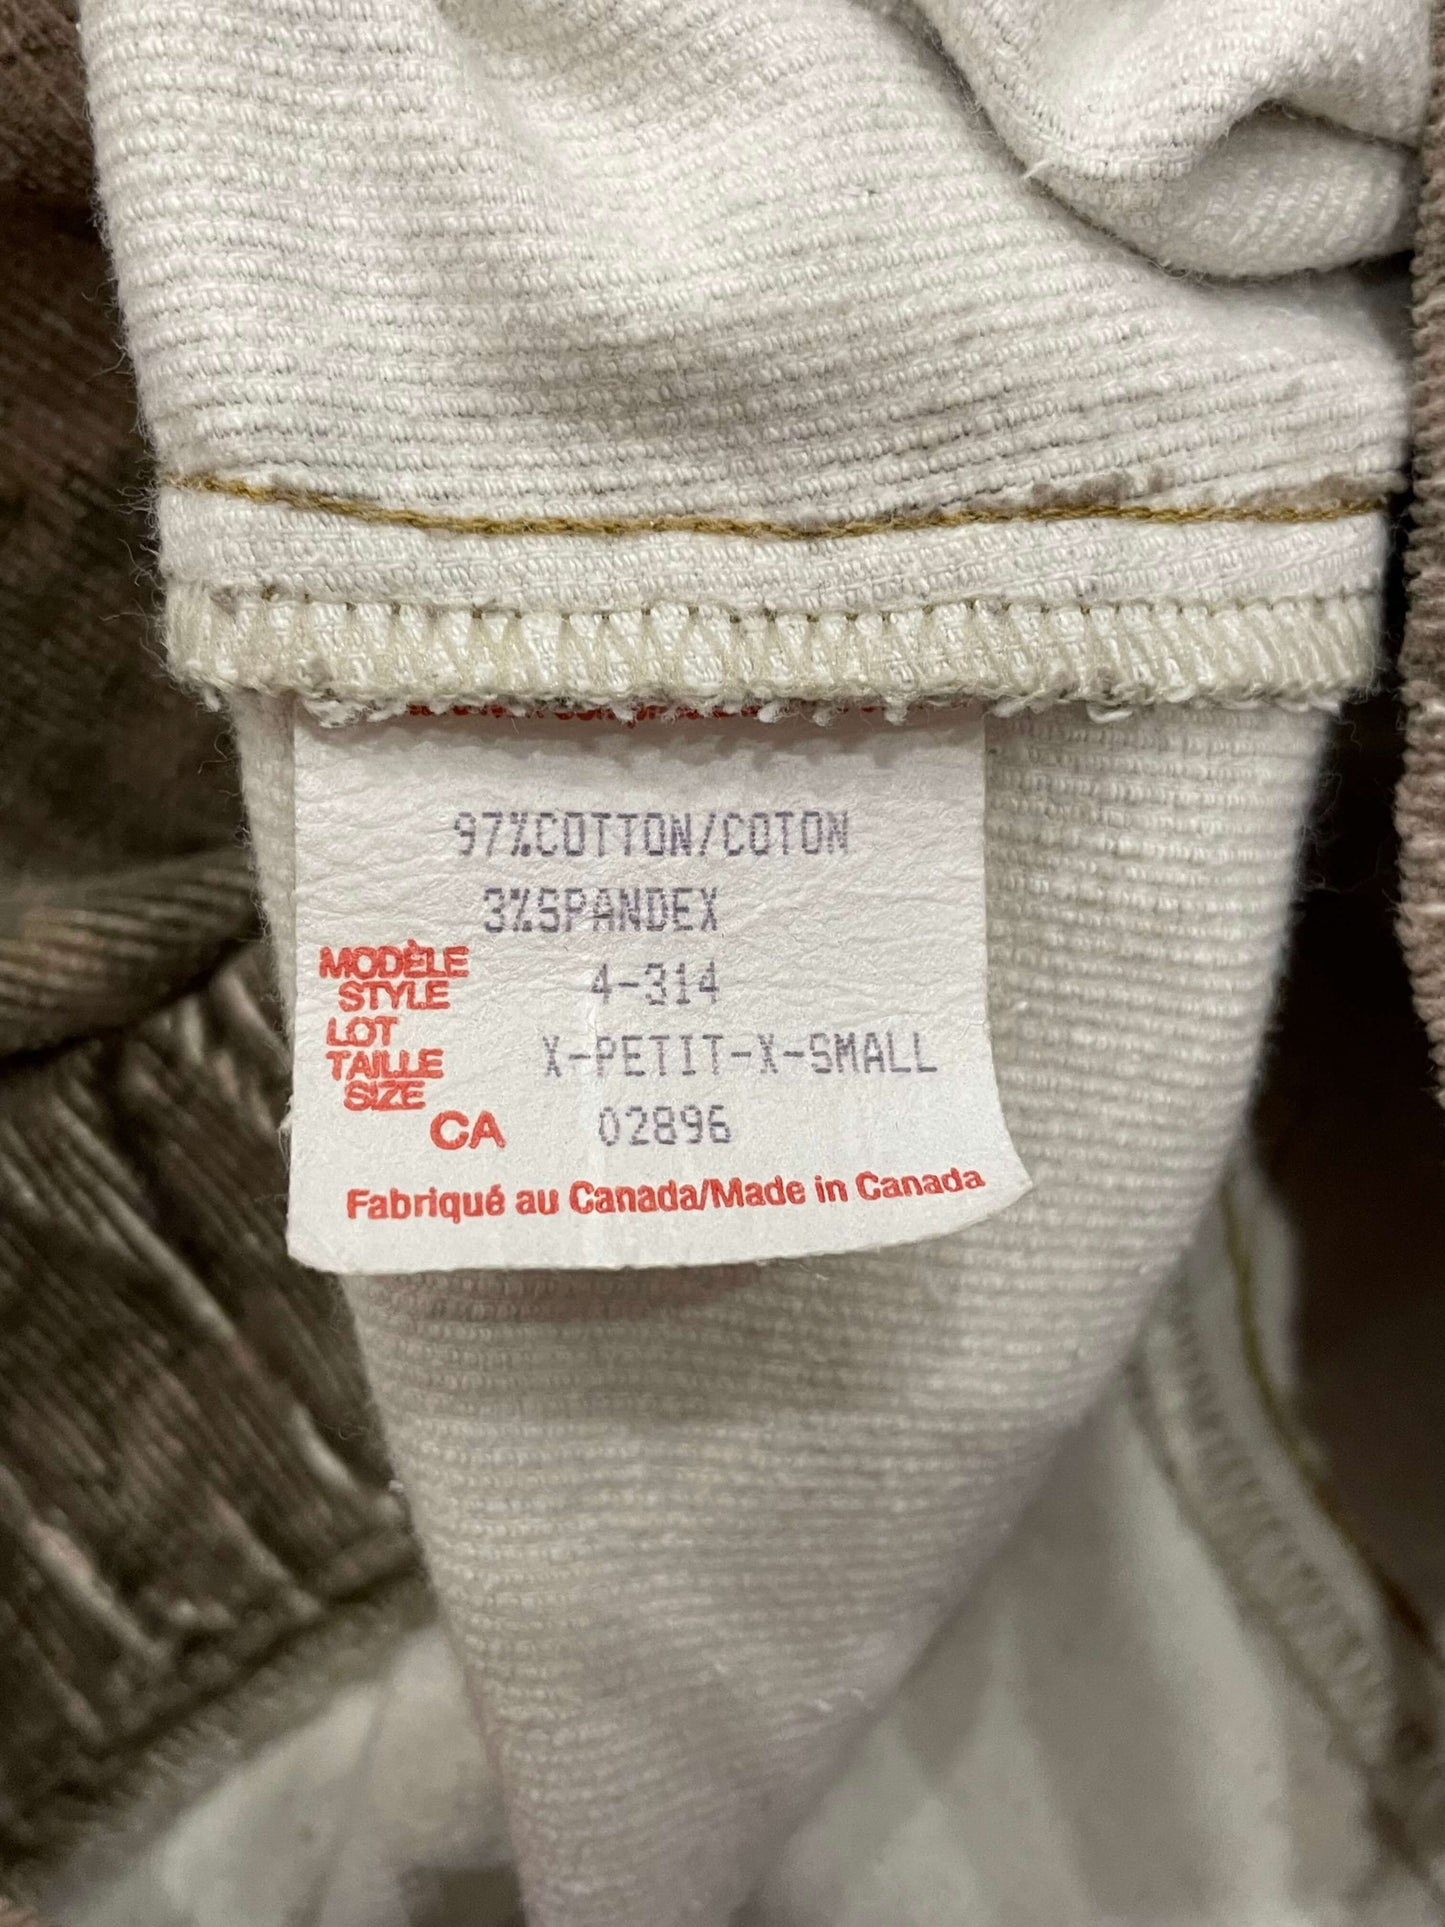 97%COTTON/COTON
3%SPANDEX
MODÈLE
STYLE 4-314
LOT
TAILLE X-PETIT-X-SMALL
SIZE
CA 02896
Fabriqué au Canada/Made in Canada